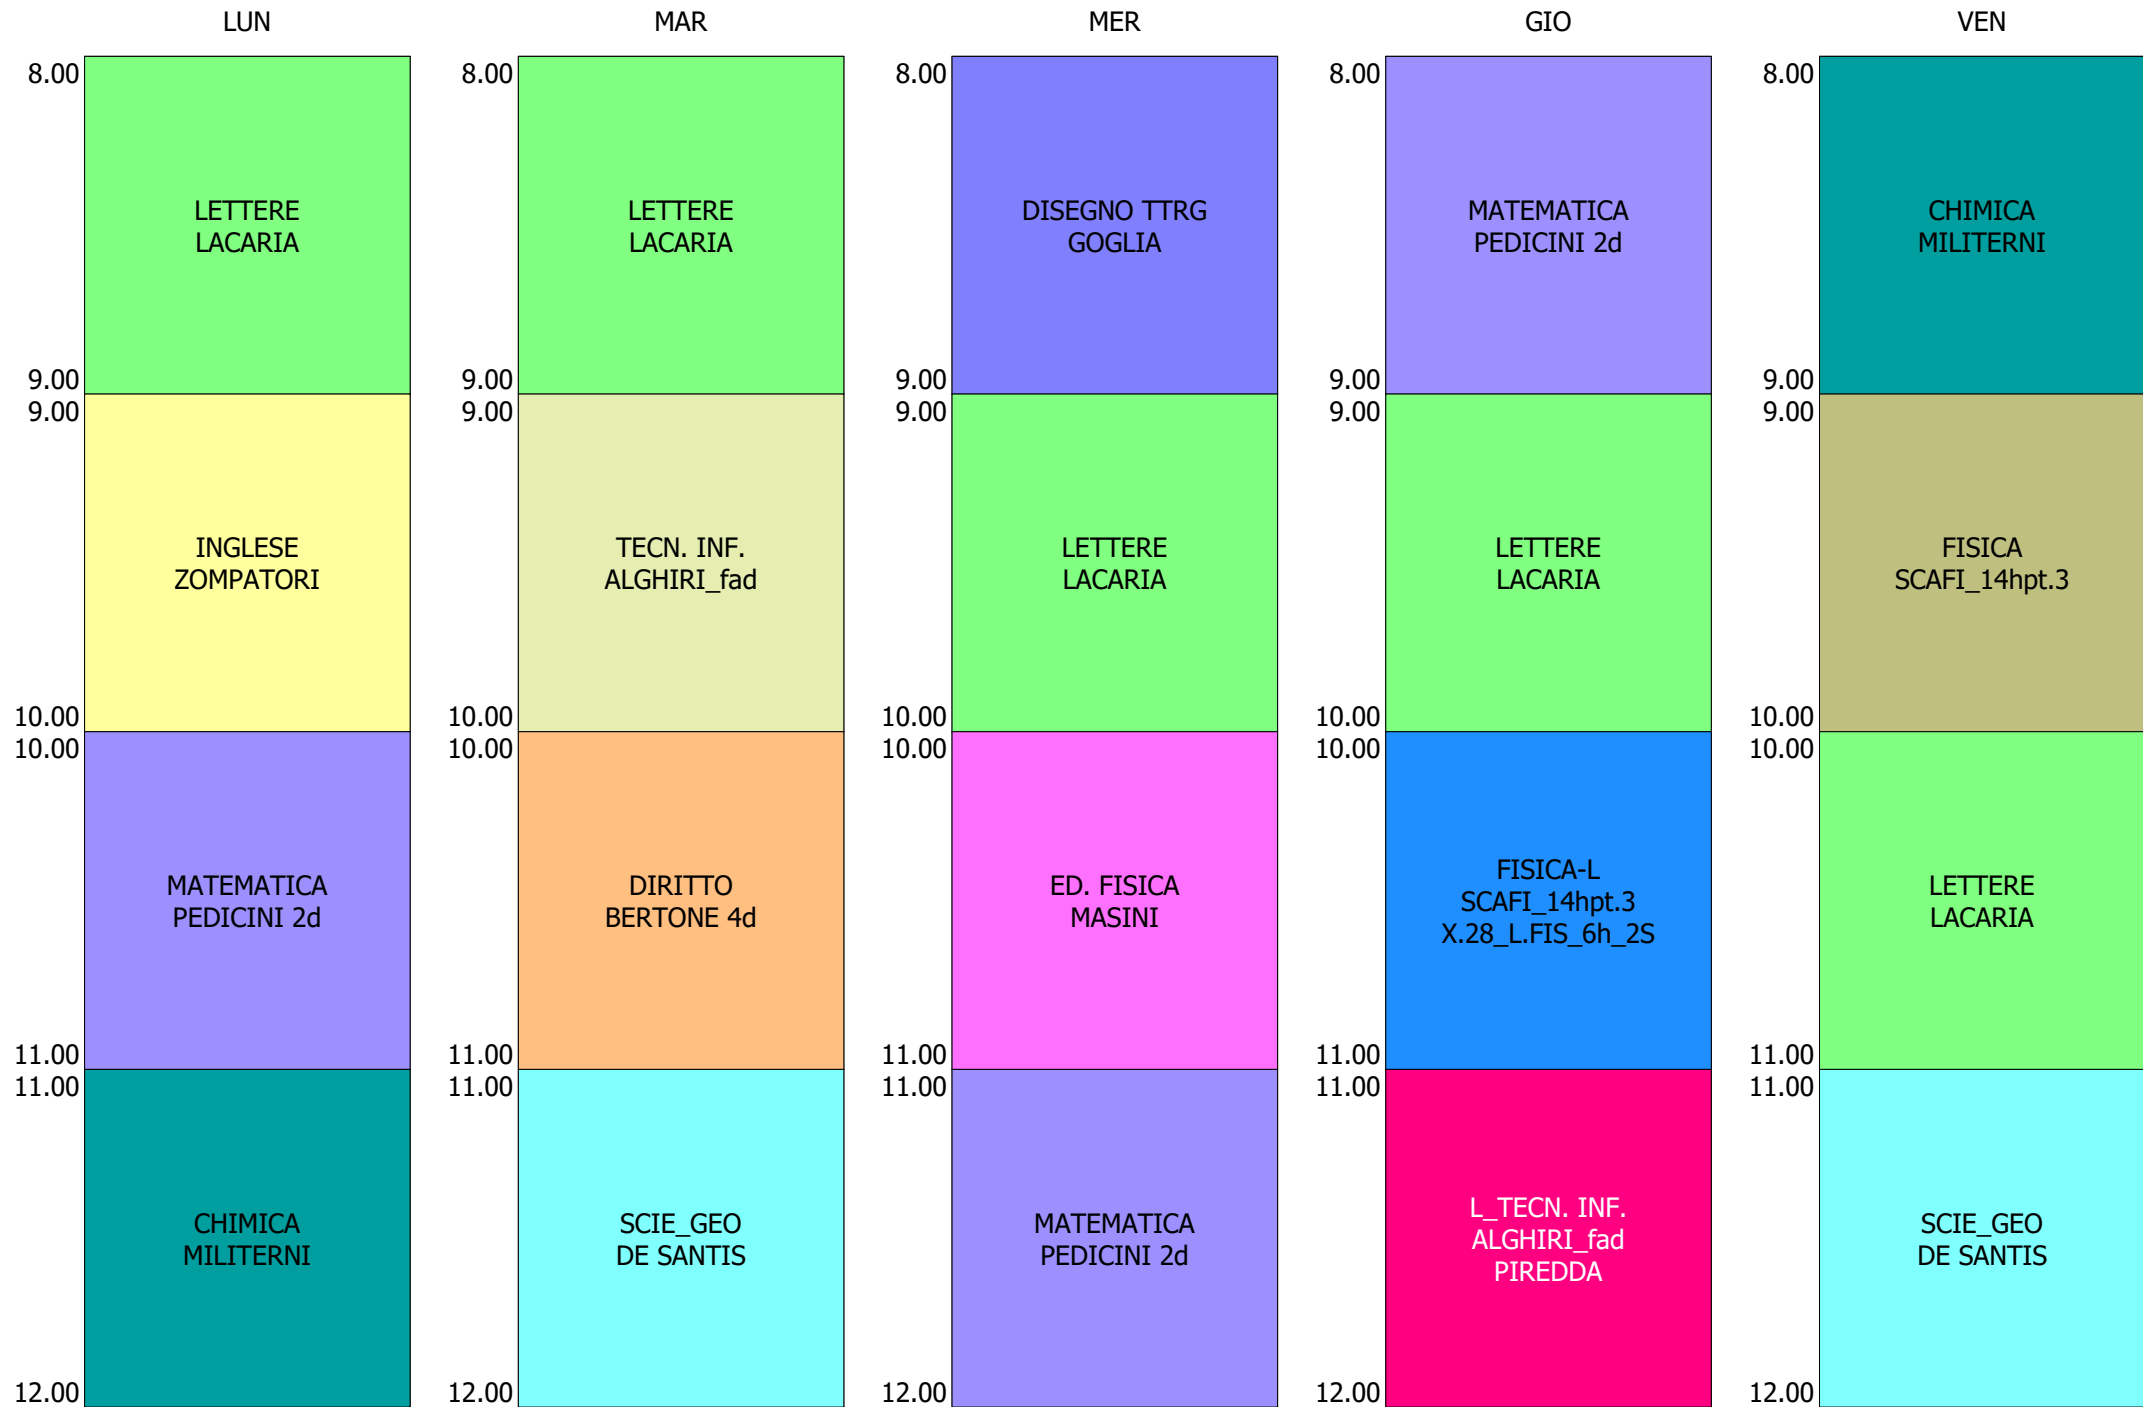 LUN
MAR
MER
GIO
VEN
8.00
8.00
8.00
8.00
8.00
LETTERE
LACARIA
LETTERE
LACARIA
DISEGNO TTRG
GOGLIA
MATEMATICA
PEDICINI 2d
CHIMICA
MILITERNI
9.00
9.00
9.00
9.00
9.00
9.00
9.00
9.00
9.00
9.00
INGLESE
ZOMPATORI
TECN. INF.
ALGHIRI_fad
LETTERE
LACARIA
LETTERE
LACARIA
FISICA
SCAFI_14hpt.3
10.00
10.00
10.00
10.00
10.00
10.00
10.00
10.00
10.00
10.00
MATEMATICA
PEDICINI 2d
DIRITTO
BERTONE 4d
ED. FISICA
MASINI
FISICA-L
SCAFI_14hpt.3
X.28_L.FIS_6h_2S
LETTERE
LACARIA
11.00
11.00
11.00
11.00
11.00
11.00
11.00
11.00
11.00
11.00
CHIMICA
MILITERNI
SCIE_GEO
DE SANTIS
MATEMATICA
PEDICINI 2d
L_TECN. INF.
ALGHIRI_fad
PIREDDA
SCIE_GEO
DE SANTIS
12.00
12.00
12.00
12.00
12.00